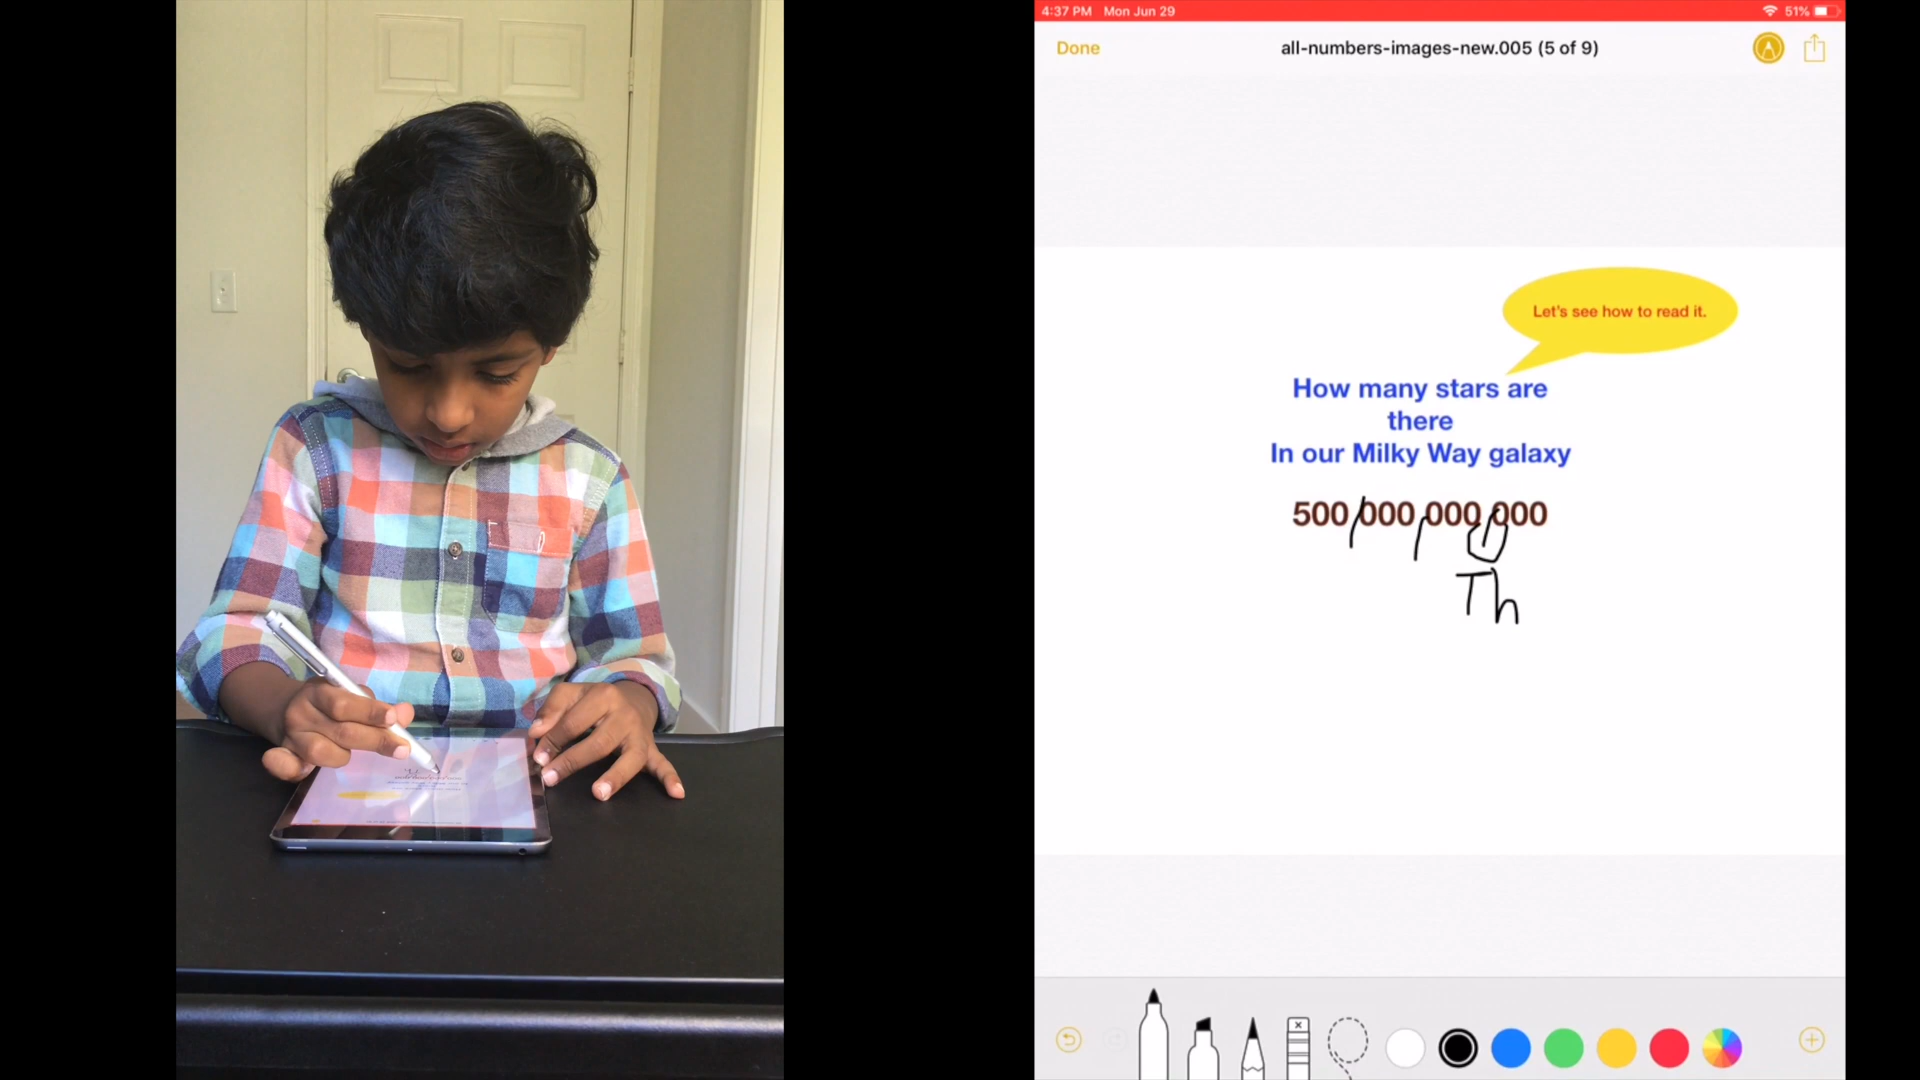 4:37 PM Mon Jun 29
51%
Done
all-numbers-images-new.005 (5 of 9)
Let's see how to read it.
How many stars are
there
In our Milky Way galaxy
500 000 000 000
Th